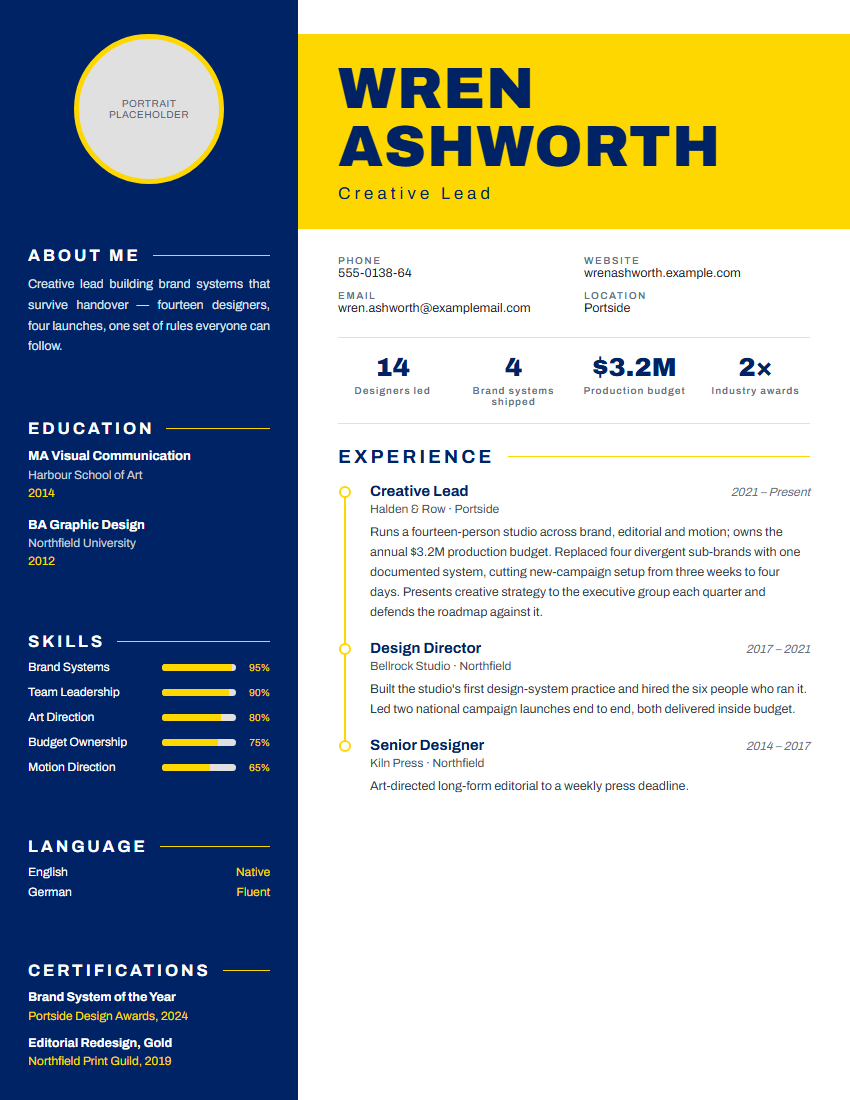 PORTRAIT
PLACEHOLDER
ABOUT ME
Creative lead building brand systems that
survive handover — fourteen designers,
four launches, one set of rules everyone can
follow.
EDUCATION
MA Visual Communication
Harbour School of Art
2014
BA Graphic Design
Northfield University
2012
SKILLS
Brand Systems 95%
Team Leadership 90%
Art Direction 80%
Budget Ownership 75%
Motion Direction 65%
LANGUAGE
English Native
German Fluent
CERTIFICATIONS
Brand System of the Year
Portside Design Awards, 2024
Editorial Redesign, Gold
Northfield Print Guild, 2019
WREN
ASHWORTH
Creative Lead
PHONE
555-0138-64
WEBSITE
wrenashworth.example.com
EMAIL
wren.ashworth@examplemail.com
LOCATION
Portside
14
Designers led
4
Brand systems
shipped
$3.2M
Production budget
2×
Industry awards
EXPERIENCE
Creative Lead 2021 – Present
Halden & Row · Portside
Runs a fourteen-person studio across brand, editorial and motion; owns the
annual $3.2M production budget. Replaced four divergent sub-brands with one
documented system, cutting new-campaign setup from three weeks to four
days. Presents creative strategy to the executive group each quarter and
defends the roadmap against it.
Design Director 2017 – 2021
Bellrock Studio · Northfield
Built the studio's first design-system practice and hired the six people who ran it.
Led two national campaign launches end to end, both delivered inside budget.
Senior Designer 2014 – 2017
Kiln Press · Northfield
Art-directed long-form editorial to a weekly press deadline.